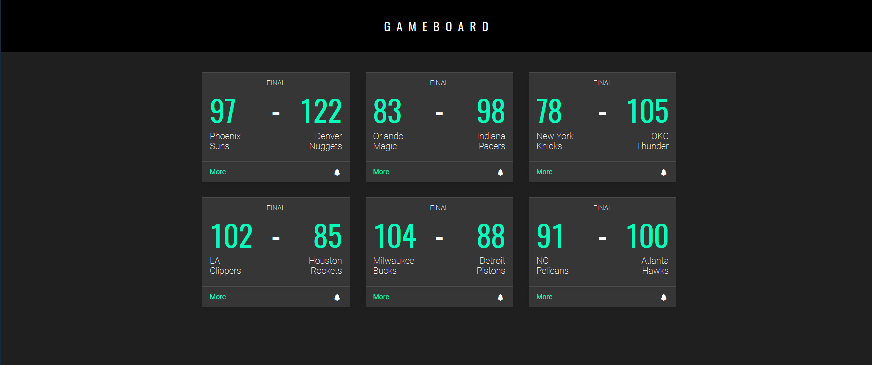 GAMEBOARD
FINAL
97 - 122
Phoenix Suns
Denver Nuggets
More
FINAL
83 - 98
Orlando Magic
Indiana Pacers
More
FINAL
78 - 105
New York Knicks
OKC Thunder
More
FINAL
102 - 85
LA Clippers
Houston Rockets
More
FINAL
104 - 88
Milwaukee Bucks
Detroit Pistons
More
FINAL
91 - 100
NO Pelicans
Atlanta Hawks
More